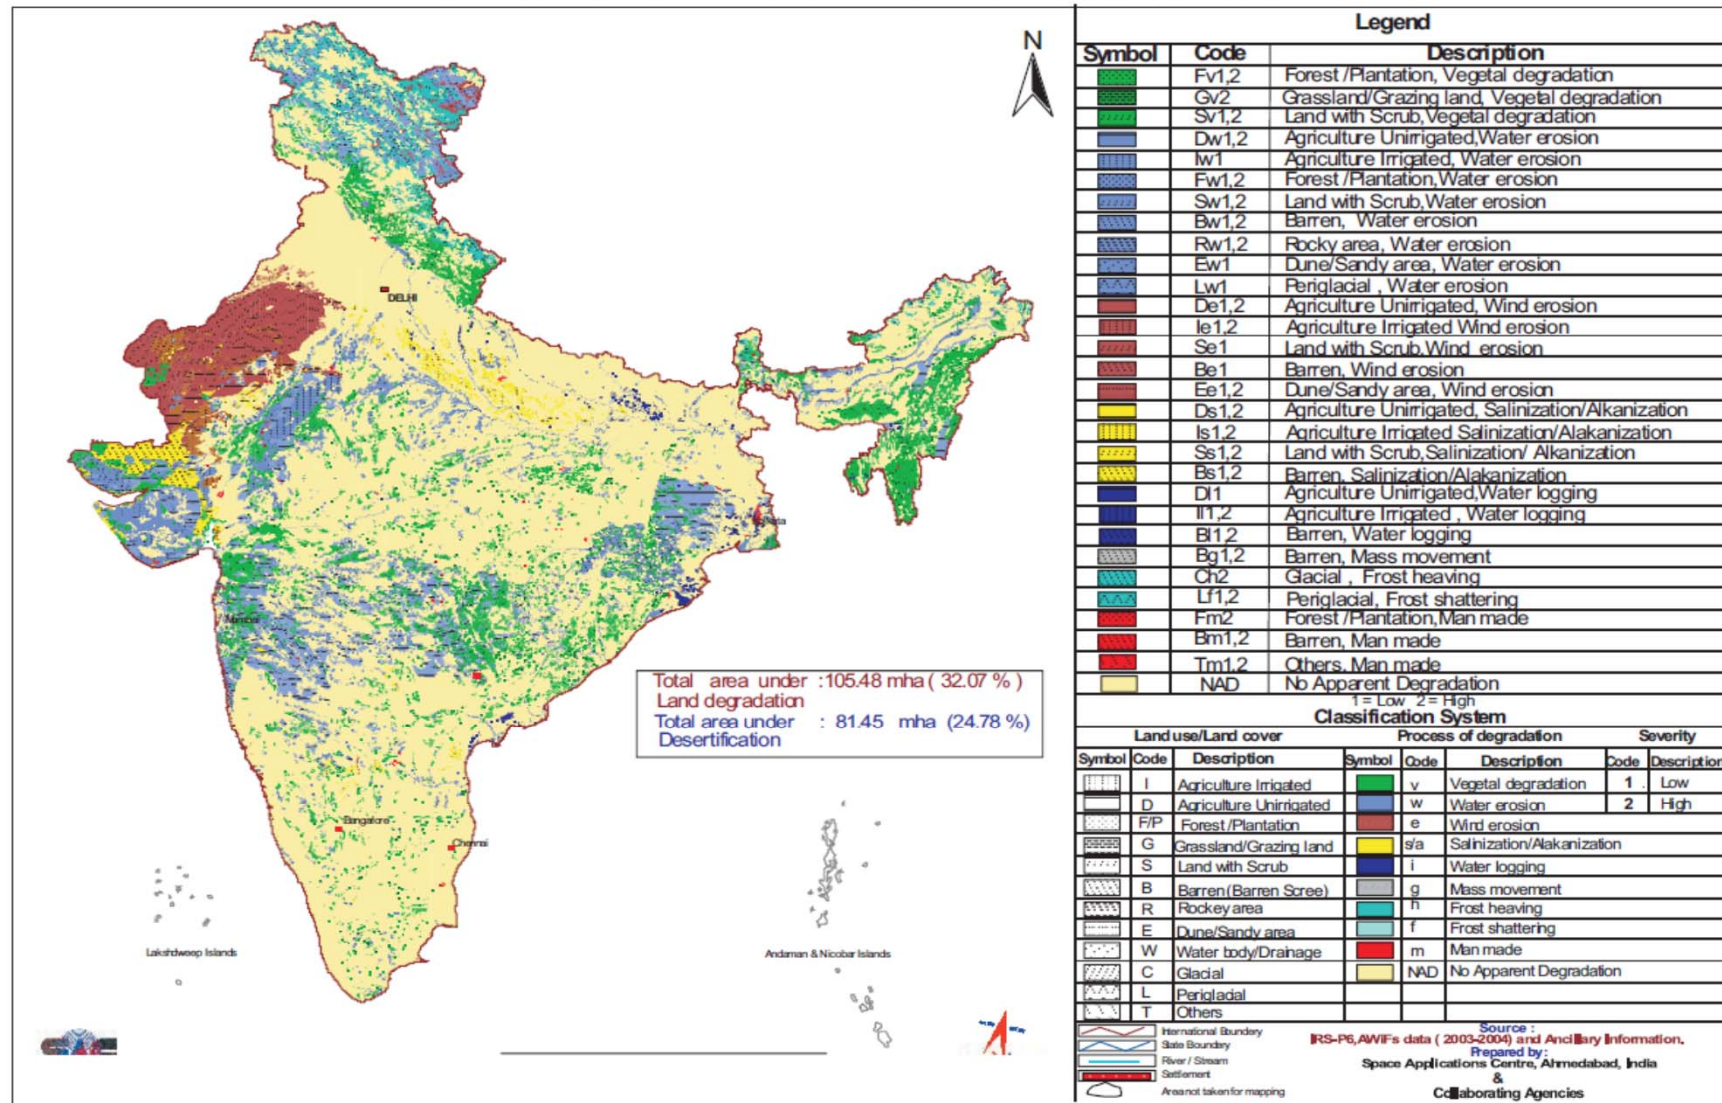 N
DELHI
Mumbai
Total area under :105.48 mha ( 32.07 % )
Land degradation
Total area under : 81.45 mha (24.78 %)
Desertification
Bangalore
Chennai
Lakshdweep Islands
Andaman & Nicobar Islands
Legend
Symbol Code Description
Fv1,2 Forest /Plantation, Vegetal degradation
Gv2 Grassland/Grazing land, Vegetal degradation
Sv1,2 Land with Scrub,Vegetal degradation
Dw1,2 Agriculture Unirrigated,Water erosion
Iw1 Agriculture Irrigated, Water erosion
Fw1,2 Forest /Plantation,Water erosion
Sw1,2 Land with Scrub,Water erosion
Bw1,2 Barren, Water erosion
Rw1,2 Rocky area, Water erosion
Ew1 Dune/Sandy area, Water erosion
Lw1 Periglacial , Water erosion
De1,2 Agriculture Unirrigated, Wind erosion
Ie1,2 Agriculture Irrigated Wind erosion
Se1 Land with Scrub,Wind erosion
Be1 Barren, Wind erosion
Ee1,2 Dune/Sandy area, Wind erosion
Ds1,2 Agriculture Unirrigated, Salinization/Alkanization
Is1,2 Agriculture Irrigated Salinization/Alakanization
Ss1,2 Land with Scrub,Salinization/ Alkanization
Bs1,2 Barren, Salinization/Alakanization
Dl1 Agriculture Unirrigated,Water logging
Il1,2 Agriculture Irrigated , Water logging
Bl1,2 Barren, Water logging
Bg1,2 Barren, Mass movement
Ch2 Glacial , Frost heaving
Lf1,2 Periglacial, Frost shattering
Fm2 Forest /Plantation,Man made
Bm1,2 Barren, Man made
Tm1,2 Others, Man made
NAD No Apparent Degradation
1 = Low 2 = High
Classification System
Land use/Land cover Process of degradation Severity
Symbol Code Description Symbol Code Description Code Description
I Agriculture Irrigated v Vegetal degradation 1 . Low
D Agriculture Unirrigated w Water erosion 2 High
F/P Forest /Plantation e Wind erosion
G Grassland/Grazing land s/a Salinization/Alakanization
S Land with Scrub i Water logging
B Barren (Barren Scree) g Mass movement
R Rockey area h Frost heaving
E Dune/Sandy area f Frost shattering
W Water body/Drainage m Man made
C Glacial NAD No Apparent Degradation
L Periglacial
T Others
International Boundary
State Boundary
River / Stream
Settlement
Area not taken for mapping
Source :
IRS-P6,AWiFs data ( 2003-2004) and Ancillary Information.
Prepared by:
Space Applications Centre, Ahmedabad, India
&
Collaborating Agencies